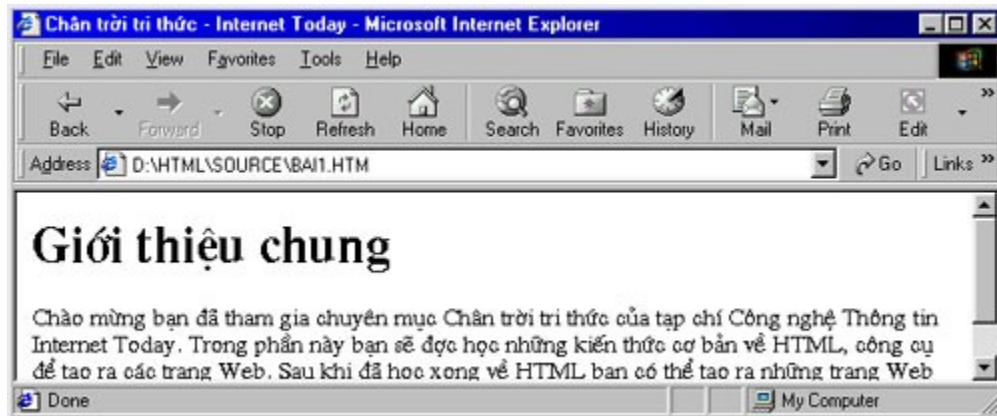 Chân trời tri thức - Internet Today - Microsoft Internet Explorer
File Edit View Favorites Tools Help
Back Forward Stop Refresh Home Search Favorites History Mail Print Edit »
Address D:\HTML\SOURCE\BAI1.HTM Go Links »
Giới thiệu chung
Chào mừng bạn đã tham gia chuyên mục Chân trời tri thức của tạp chí Công nghệ Thông tin
Internet Today. Trong phần này bạn sẽ đợc học những kiến thức cơ bản về HTML, công cụ
để tạo ra các trang Web. Sau khi đã học xong về HTML bạn có thể tạo ra những trang Web
Done My Computer